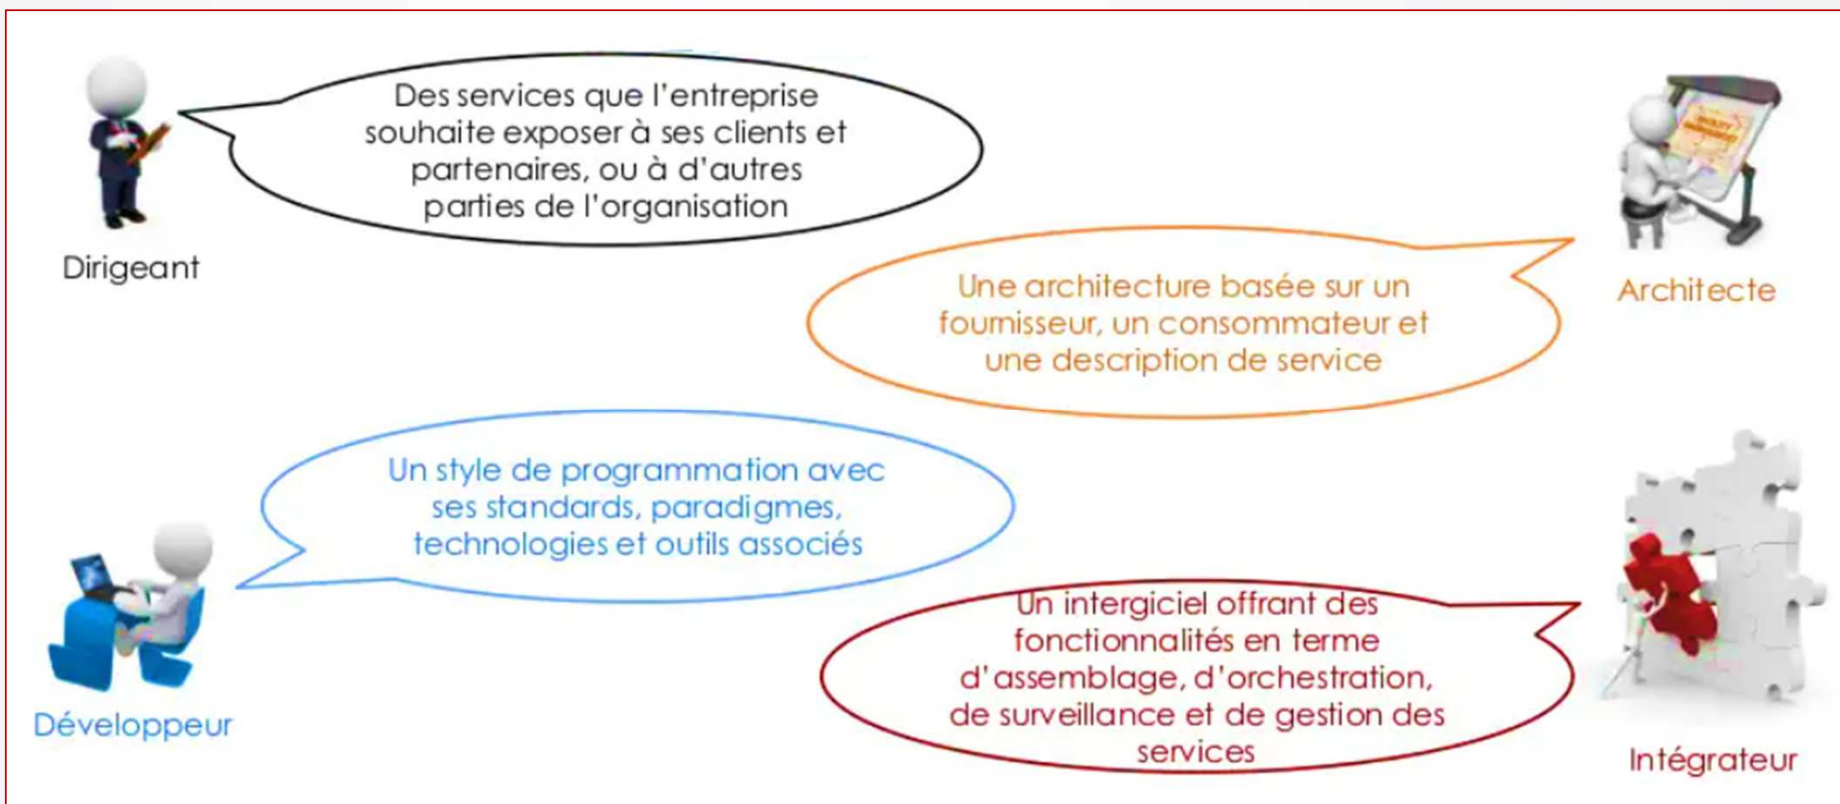 Des services que l'entreprise
souhaite exposer à ses clients et
partenaires, ou à d'autres
parties de l'organisation
Dirigeant
Une architecture basée sur un
fournisseur, un consommateur et
une description de service
Architecte
Un style de programmation avec
ses standards, paradigmes,
technologies et outils associés
Développeur
Un intergiciel offrant des
fonctionnalités en terme
d'assemblage, d'orchestration,
de surveillance et de gestion des
services
Intégrateur